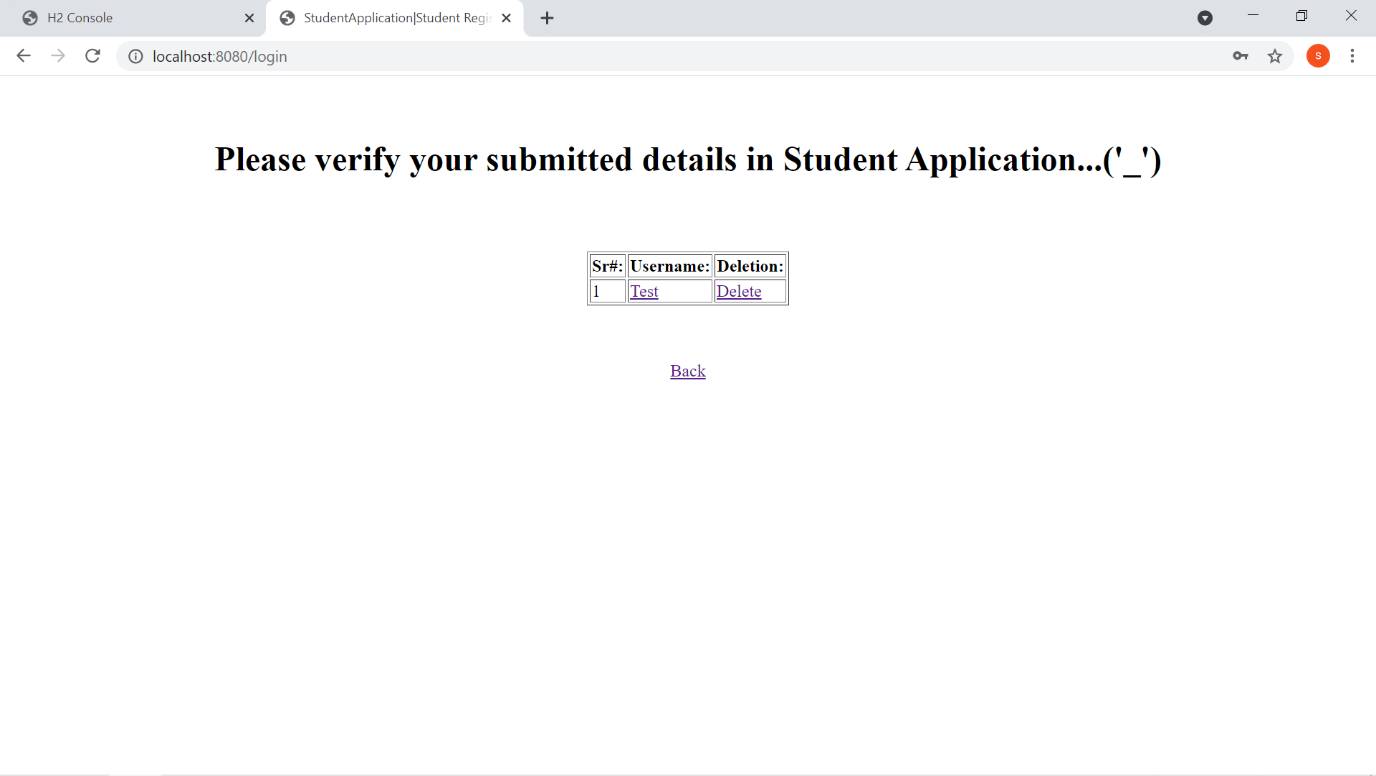 H2 Console
StudentApplication|Student Regi
localhost:8080/login
S
Please verify your submitted details in Student Application...('_')
Sr#: Username: Deletion:
1 Test Delete
Back